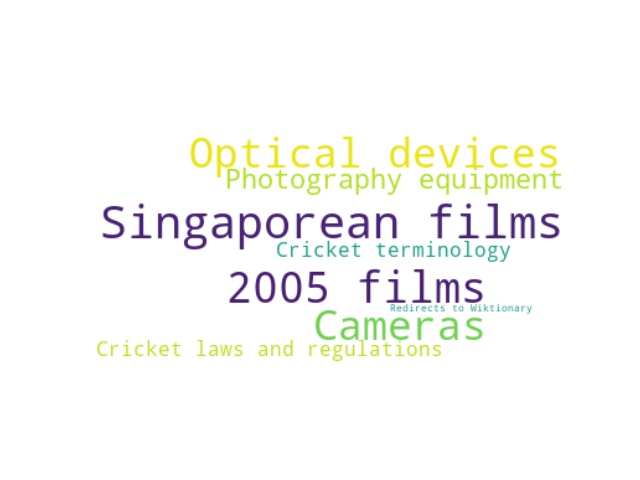 Optical devices
Photography equipment
Singaporean films
Cricket terminology
2005 films
Redirects to Wiktionary
Cameras
Cricket laws and regulations